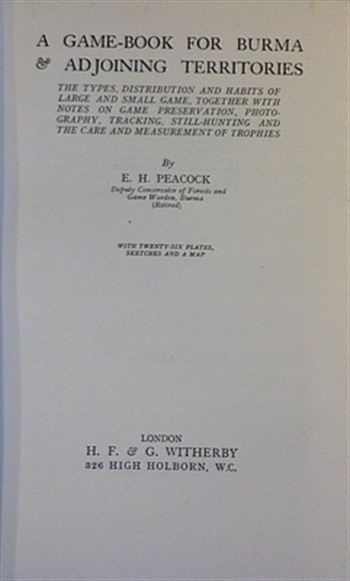 A GAME-BOOK FOR BURMA
& ADJOINING TERRITORIES
THE TYPES, DISTRIBUTION AND HABITS OF
LARGE AND SMALL GAME, TOGETHER WITH
NOTES ON GAME PRESERVATION, PHOTO-
GRAPHY, TRACKING, STILL-HUNTING AND
THE CARE AND MEASUREMENT OF TROPHIES
By
E. H. PEACOCK
Deputy Conservator of Forests and
Game Warden, Burma
(Retired)
WITH TWENTY-SIX PLATES,
SKETCHES AND A MAP
LONDON
H. F. & G. WITHERBY
326 HIGH HOLBORN, W.C.